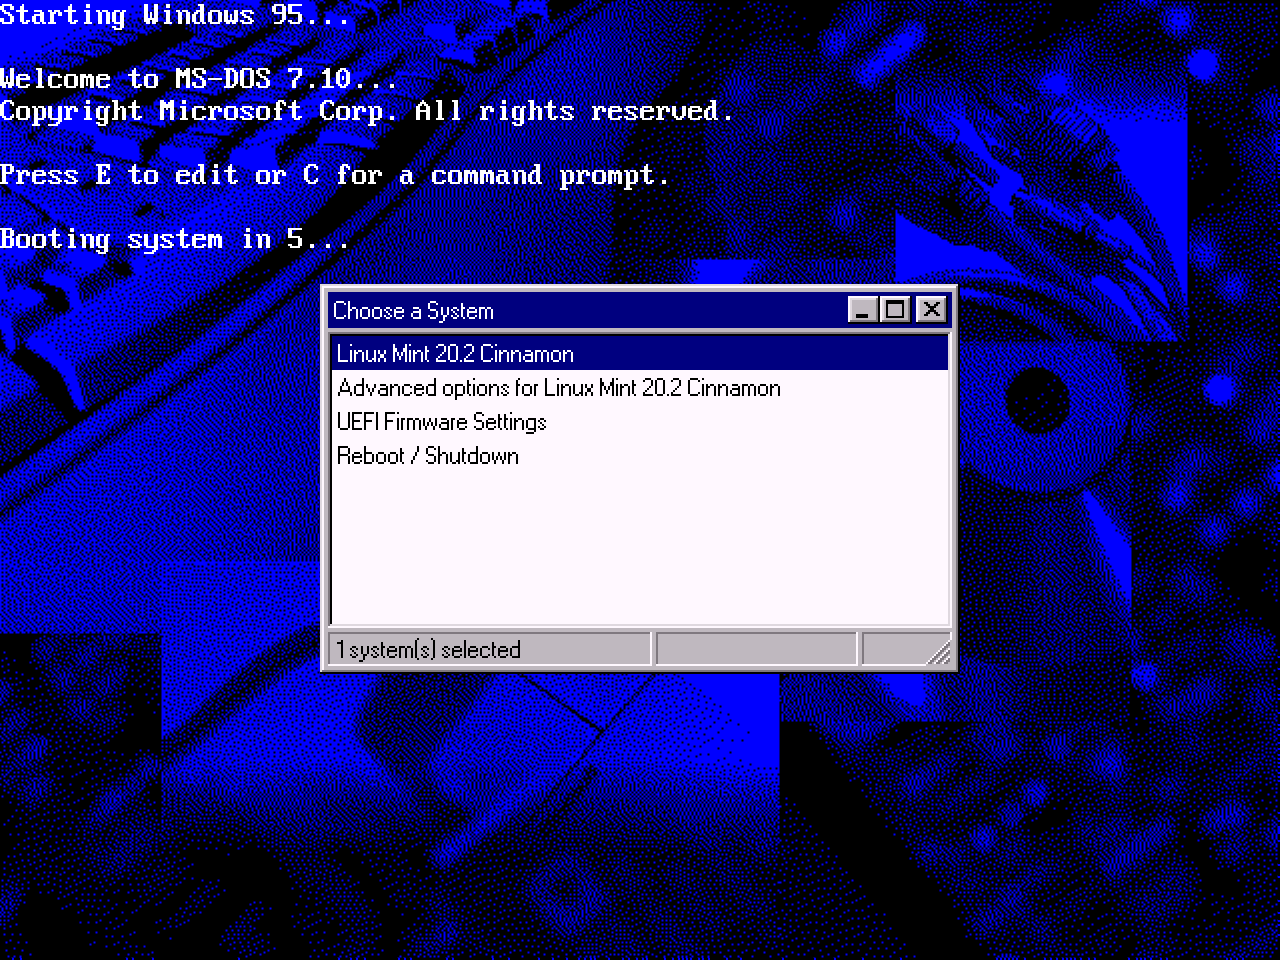 Starting Windows 95...
Welcome to MS-DOS 7.10...
Copyright Microsoft Corp. All rights reserved.
Press E to edit or C for a command prompt.
Booting system in 5...
Choose a System
Linux Mint 20.2 Cinnamon
Advanced options for Linux Mint 20.2 Cinnamon
UEFI Firmware Settings
Reboot / Shutdown
1 system(s) selected